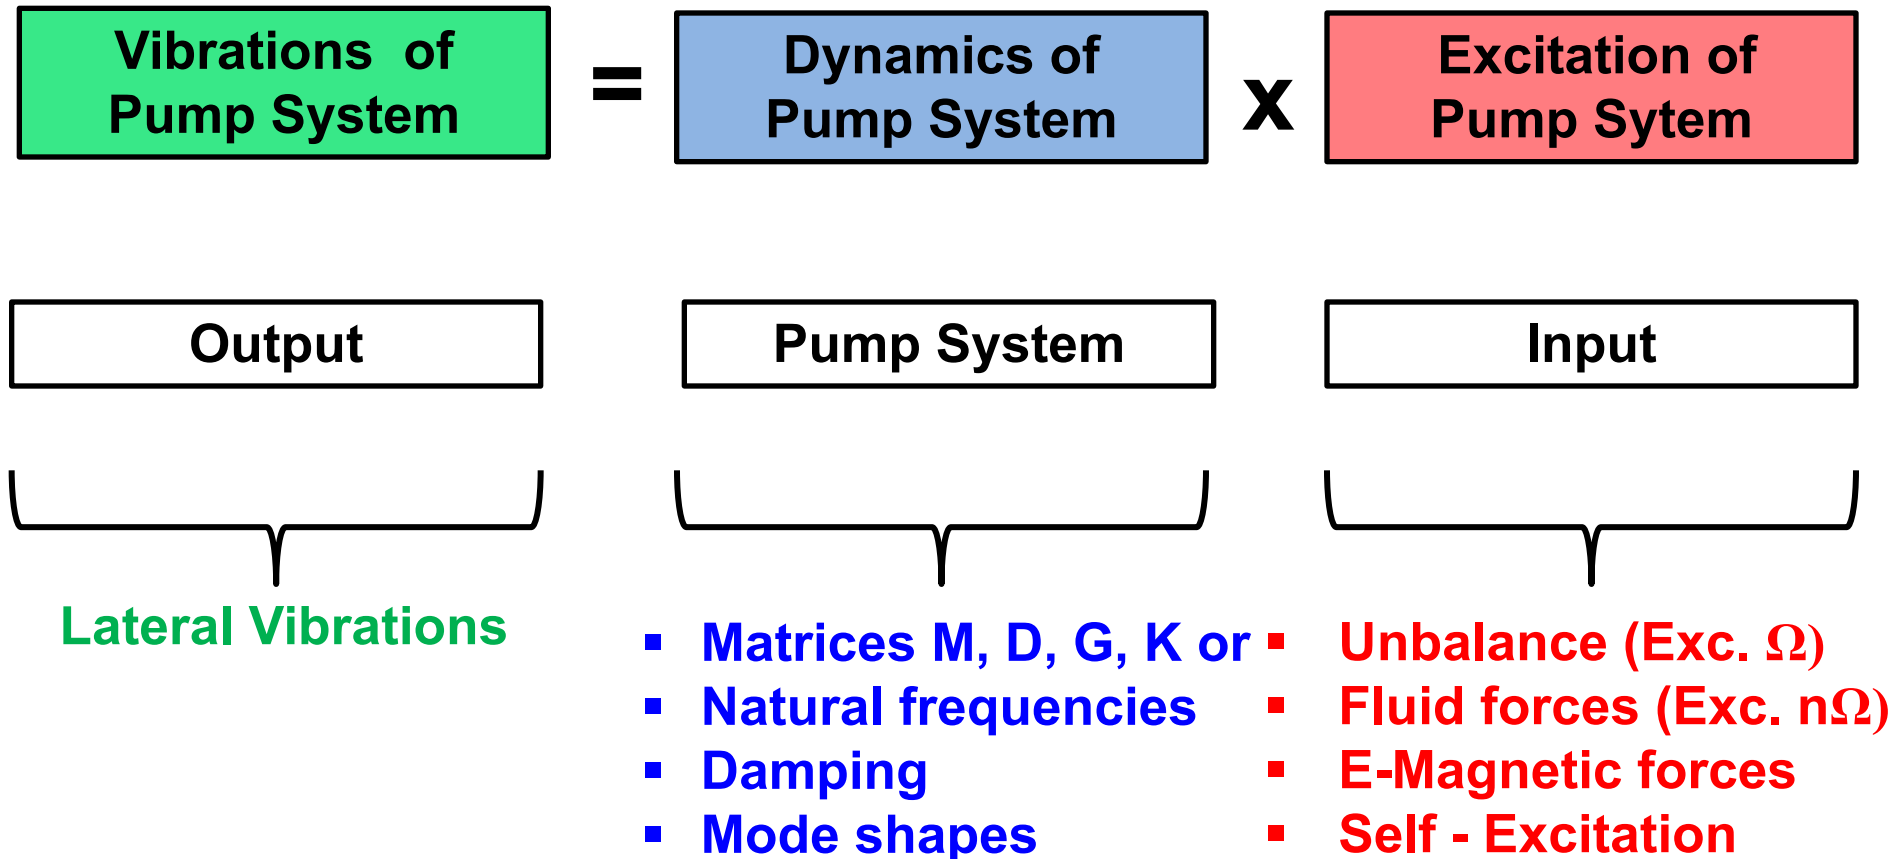 Vibrations of
Pump System
=
Dynamics of
Pump System
x
Excitation of
Pump Sytem
Output
Pump System
Input
Lateral Vibrations
▪ Matrices M, D, G, K or
▪ Natural frequencies
▪ Damping
▪ Mode shapes
▪ Unbalance (Exc. Ω)
▪ Fluid forces (Exc. nΩ)
▪ E-Magnetic forces
▪ Self - Excitation